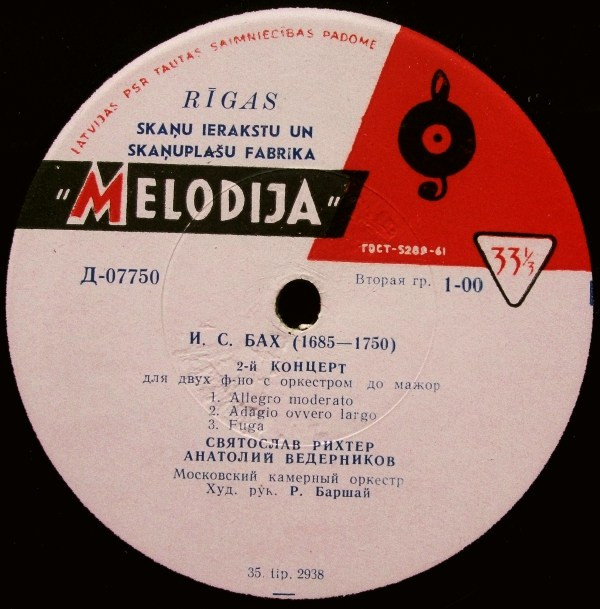 LATVIJAS PSR TAUTAS SAIMNIECĪBAS PADOME
RĪGAS
SKAŅU IERAKSTU UN
SKAŅUPLAŠU FABRIKA
"MELODIJA"
ГОСТ-5289-61
33⅓
Д-07750
Вторая гр. 1-00
И. С. БАХ (1685—1750)
2-й КОНЦЕРТ
для двух ф-но с оркестром до мажор
1. Allegro moderato
2. Adagio ovvero largo
3. Fuga
СВЯТОСЛАВ РИХТЕР
АНАТОЛИЙ ВЕДЕРНИКОВ
Московский камерный оркестр
Худ. рук. Р. Баршай
35. tip. 2938